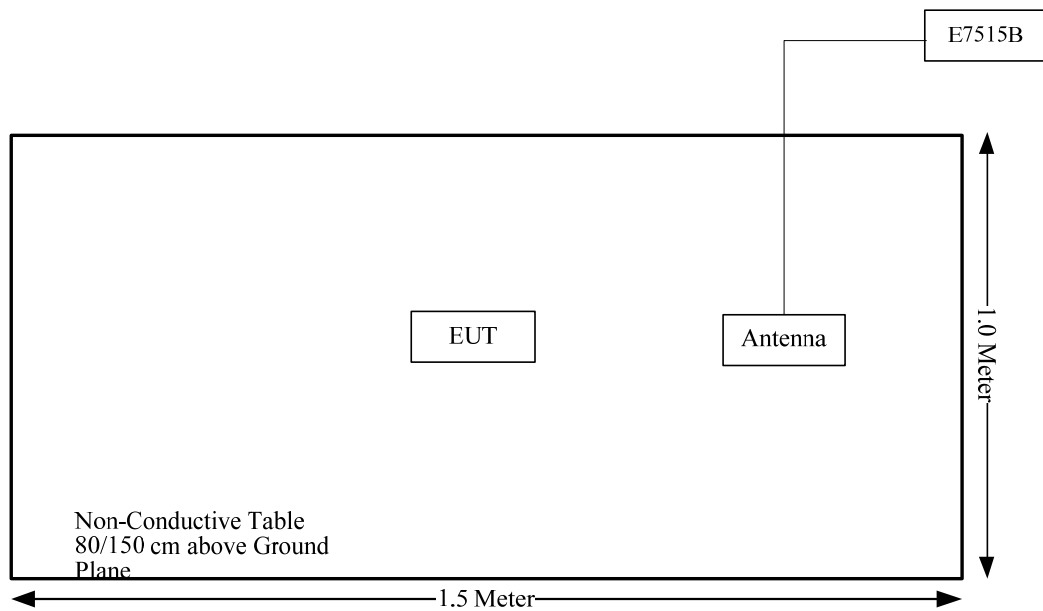 E7515B
EUT
Antenna
1.0 Meter
Non-Conductive Table
80/150 cm above Ground
Plane
1.5 Meter